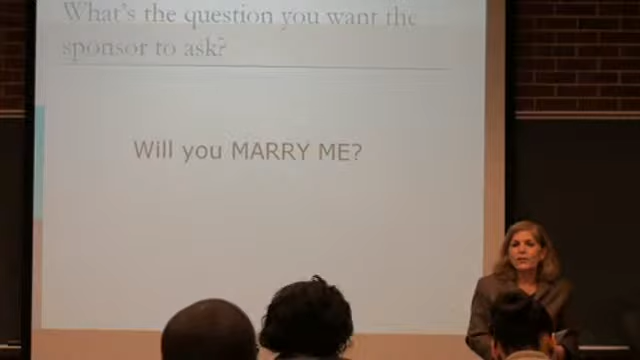 What's the question you want the
sponsor to ask?
Will you MARRY ME?